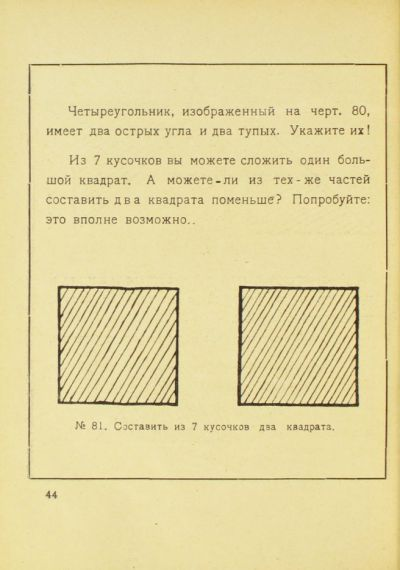 Четыреугольник, изображенный на черт. 80,
имеет два острых угла и два тупых. Укажите их!
Из 7 кусочков вы можете сложить один боль-
шой квадрат. А можете-ли из тех-же частей
составить два квадрата поменьше? Попробуйте:
это вполне возможно..
№ 81. Составить из 7 кусочков два квадрата.
44